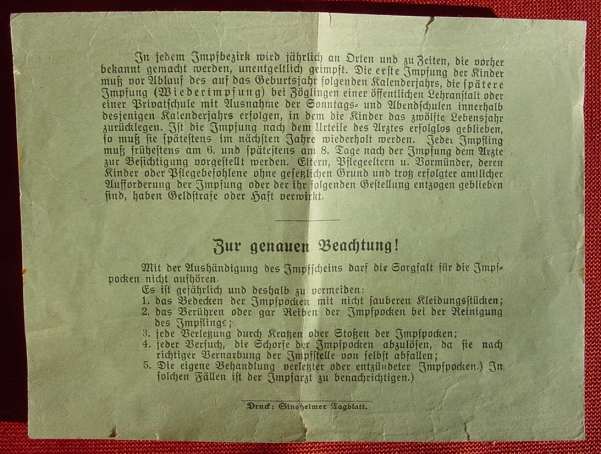 In jedem Impfbezirk wird jährlich an Orten und zu Zeiten, die vorher
bekannt gemacht werden, unentgeltlich geimpft. Die erste Impfung der Kinder
muß vor Ablauf des auf das Geburtsjahr folgenden Kalenderjahrs, die spätere
Impfung (Wiederimpfung) bei Zöglingen einer öffentlichen Lehranstalt oder
einer Privatschule mit Ausnahme der Sonntags- und Abendschulen innerhalb
desjenigen Kalenderjahrs erfolgen, in dem die Kinder das zwölfte Lebensjahr
zurücklegen. Ist die Impfung nach dem Urteile des Arztes erfolglos geblieben,
so muß sie spätestens im nächsten Jahre wiederholt werden. Jeder Impfling
muß frühestens am 6. und spätestens am 8. Tage nach der Impfung dem Arzte
zur Besichtigung vorgestellt werden. Eltern, Pflegeeltern u. Vormünder, deren
Kinder oder Pflegebefohlene ohne gesetzlichen Grund und trotz erfolgter amtlicher
Aufforderung der Impfung oder der ihr folgenden Gestellung entzogen geblieben
sind, haben Geldstrafe oder Haft verwirkt.
Zur genauen Beachtung!
Mit der Aushändigung des Impfscheins darf die Sorgfalt für die Impf-
pocken nicht aufhören.
Es ist gefährlich und deshalb zu vermeiden:
1. das Bedecken der Impfpocken mit nicht sauberen Kleidungsstücken;
2. das Berühren oder gar Reiben der Impfpocken bei der Reinigung
des Impflings;
3. jede Verletzung durch Kratzen oder Stoßen der Impfpocken;
4. jeder Versuch, die Schorfe der Impfpocken abzulösen, da sie nach
richtiger Vernarbung der Impfstelle von selbst abfallen;
5. Die eigene Behandlung verletzter oder entzündeter Impfpocken.) In
solchen Fällen ist der Impfarzt zu benachrichtigen.)
Druck: Sinsheimer Tagblatt.